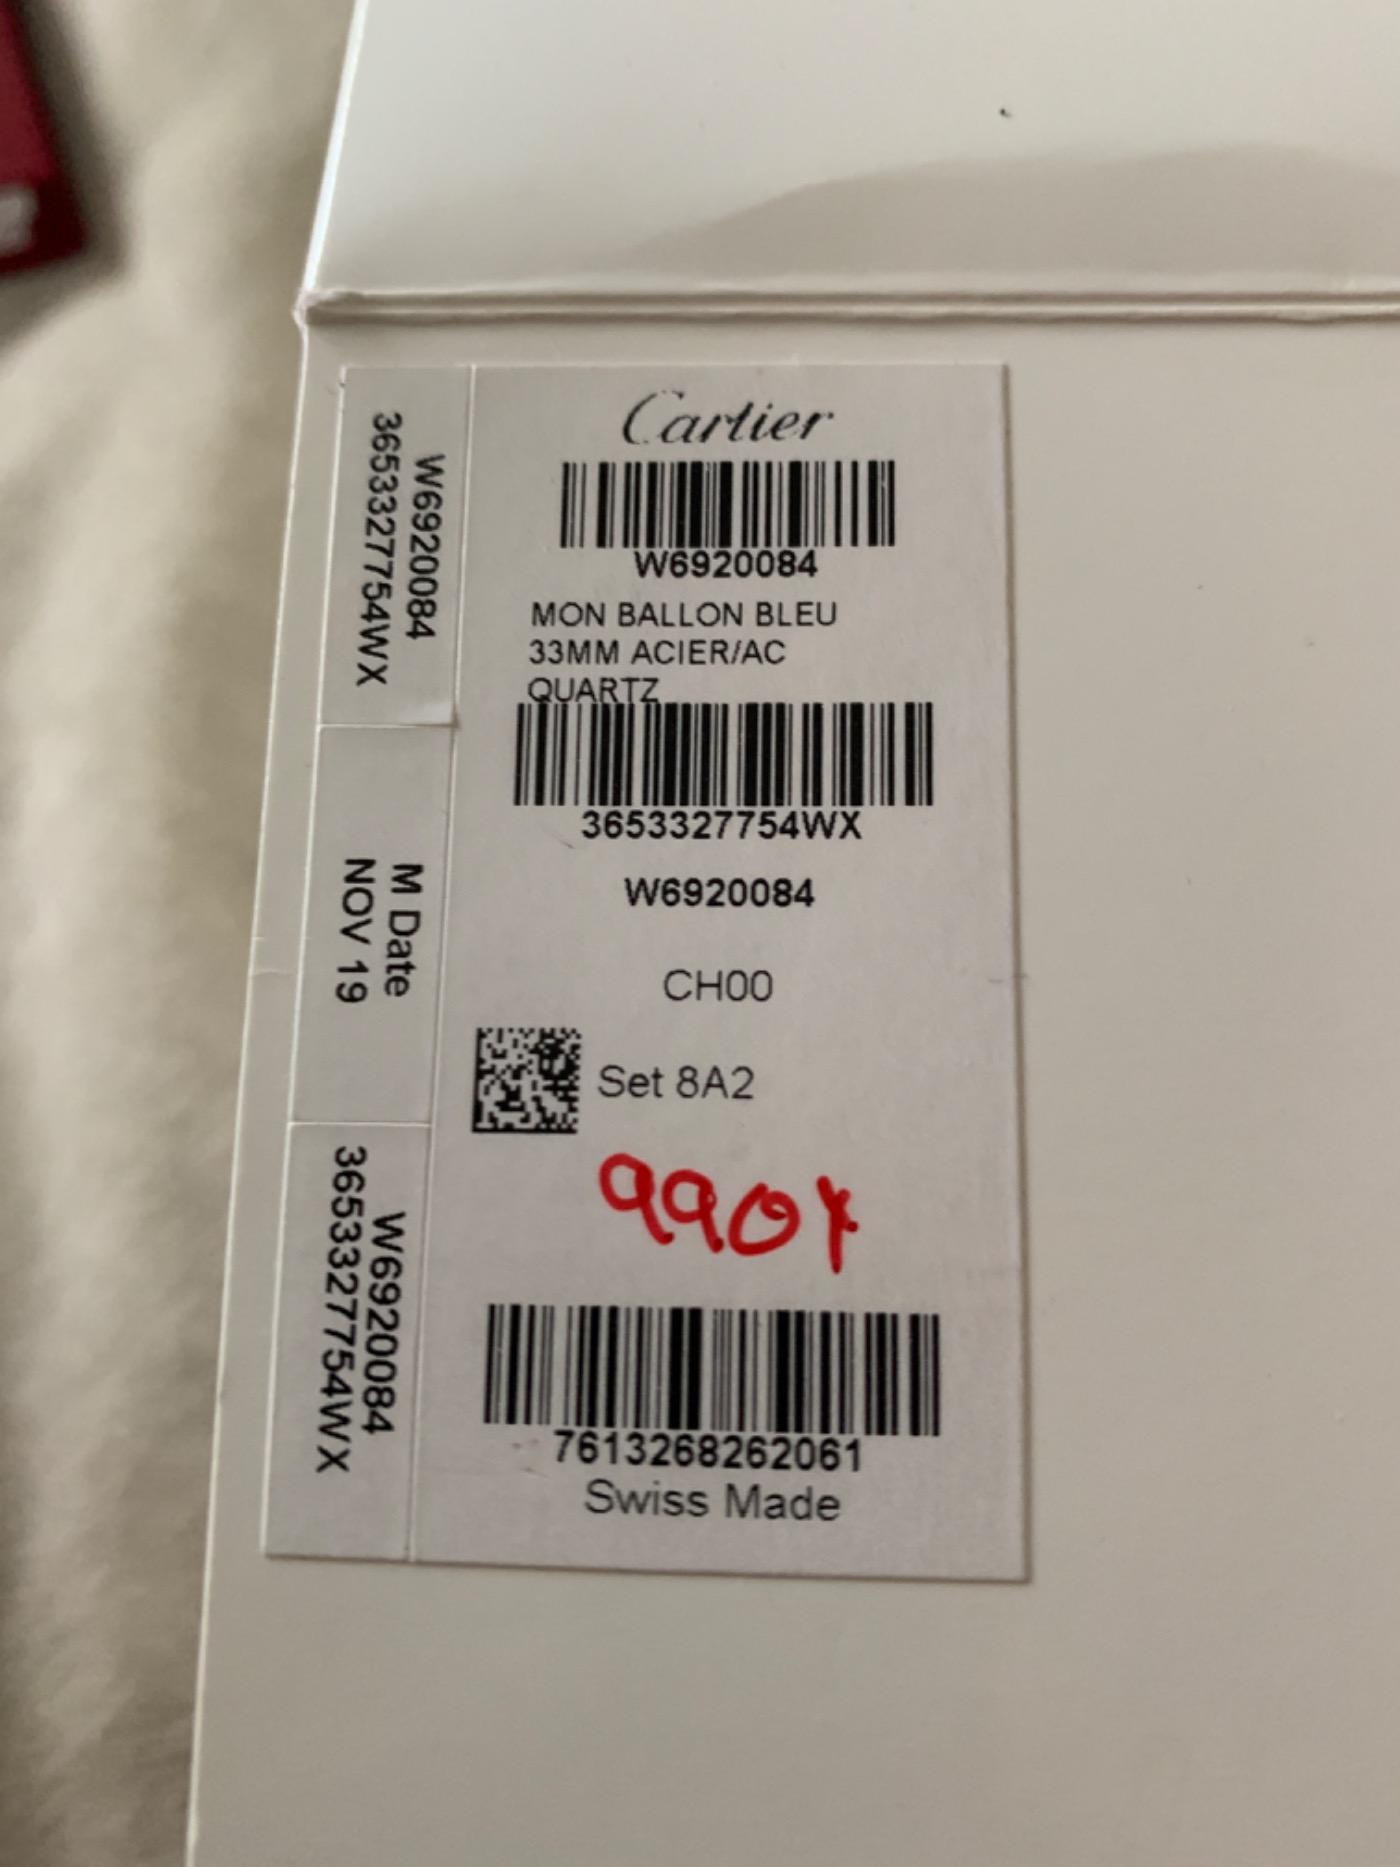 Cartier
W6920084
MON BALLON BLEU
33MM ACIER/AC
QUARTZ
3653327754WX
W6920084
CH00
Set 8A2
7613268262061
Swiss Made
W6920084
3653327754WX
M Date
NOV 19
W6920084
3653327754WX